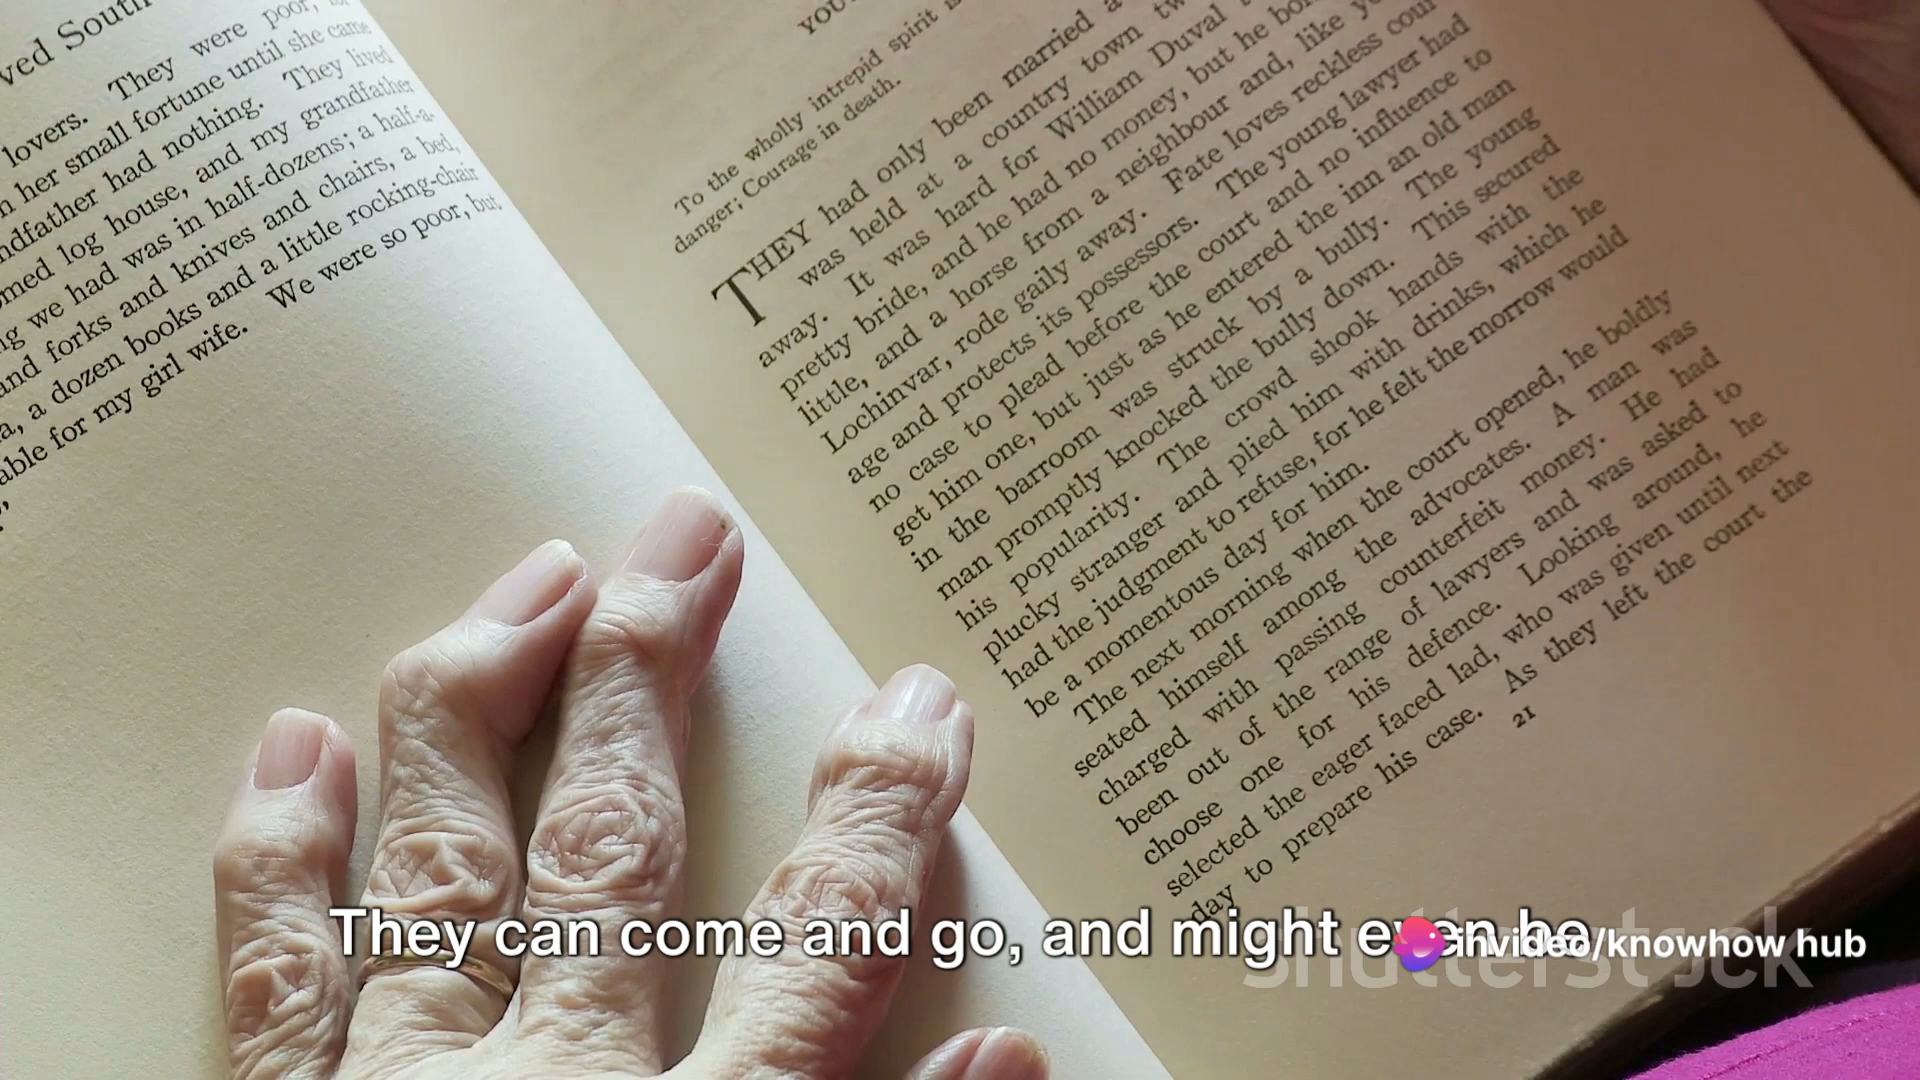 ved South
lovers. They were poor,
n her small fortune until she came
ndfather had nothing. They lived
med log house, and my grandfather
ng we had was in half-dozens; a half-a-
and forks and knives and chairs, a bed,
a, a dozen books and a little rocking-chair
able for my girl wife. We were so poor, but
To the wholly intrepid spirit
danger; Courage in death.
THEY had only been married a
was held at a country town
away. It was hard for William Duval
pretty bride, and he had no money, but he
little, and a horse from a neighbour and, like
Lochinvar, rode gaily away. Fate loves reckless cour
age and protects its possessors. The young lawyer had
no case to plead before the court and no influence to
get him one, but just as he entered the inn an old man
in the barroom was struck by a bully. The young
man promptly knocked the bully down. This secured
his popularity. The crowd shook hands with the
plucky stranger and plied him with drinks, which he
had the judgment to refuse, for he felt the morrow would
be a momentous day for him.
The next morning when the court opened, he boldly
seated himself among the advocates. A man was
charged with passing counterfeit money. He had
been out of the range of lawyers and was asked to
choose one for his defence. Looking around, he
selected the eager faced lad, who was given until next
day to prepare his case. As they left the court the
21
They can come and go, and might even be
invideo/knowhow hub
shutterstock